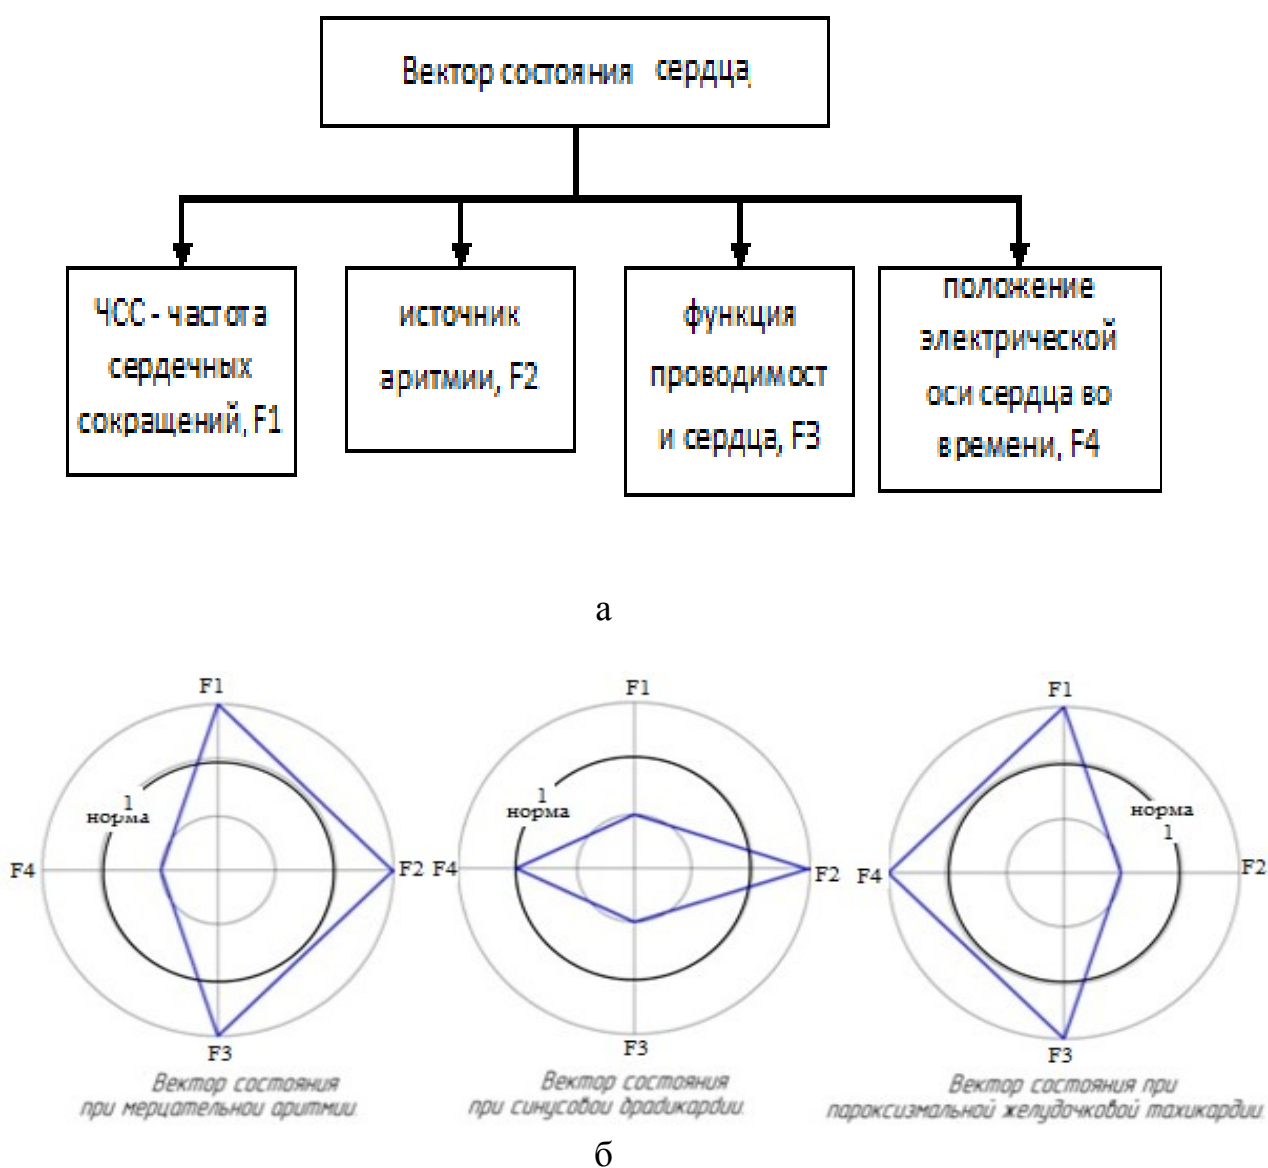 Вектор состояния сердца,
ЧСС - частота
сердечных
сокращений, F1
источник
аритмии, F2
функция
проводимост
и сердца, F3
положение
электрической
оси сердца во
времени, F4
а
F1
1
норма
F4
F2
F3
Вектор состояния
при мерцательной аритмии.
F1
1
норма
F4
F2
F3
Вектор состояния
при синусовой брадикардии.
F1
норма
1
F4
F2
F3
Вектор состояния при
пароксизмальной желудочковой тахикардии.
б